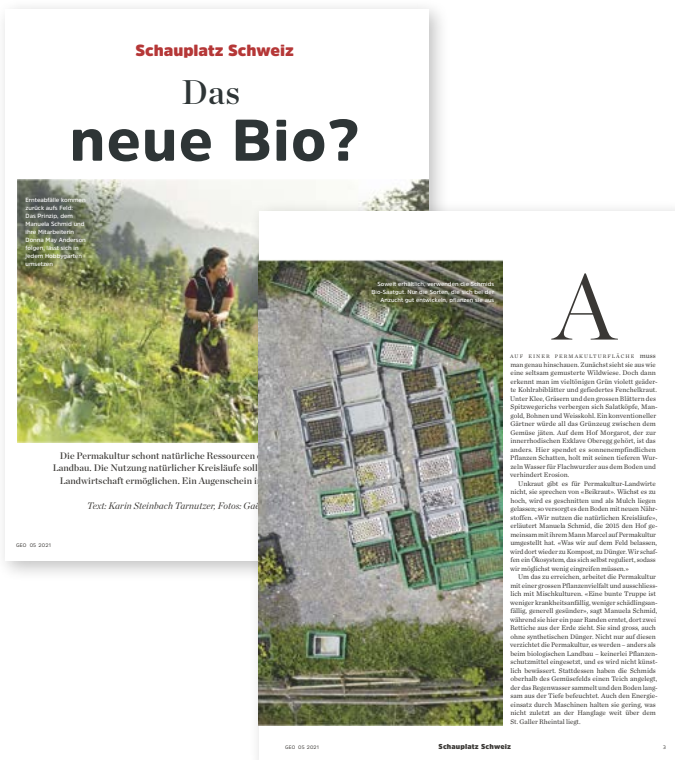 Schauplatz Schweiz
Das
neue Bio?
Ernteabfälle kommen
zurück aufs Feld:
Das Prinzip, dem
Manuela Schmid und
ihre Mitarbeiterin
Donna May Anderson
folgen, lässt sich in
jedem Hobbygarten
umsetzen
Die Permakultur schont natürliche Ressourcen
Landbau. Die Nutzung natürlicher Kreisläufe soll
Landwirtschaft ermöglichen. Ein Augenschein
Text: Karin Steinbach Tarnutzer, Fotos:
GEO 05 2021
Soweit erhältlich, verwenden die Schmids
Bio-Saatgut. Nur die Sorten, die sich bei der
Anzucht gut entwickeln, pflanzen sie aus
A
AUF EINER PERMAKULTURFLÄCHE muss
man genau hinschauen. Zunächst sieht sie aus wie
eine seltsam gemusterte Wildwiese. Doch dann
erkennt man im vieltönigen Grün violett geäder-
te Kohlrabiblätter und gefiedertes Fenchelkraut.
Unter Klee, Gräsern und den grossen Blättern des
Spitzwegerichs verbergen sich Salatköpfe, Man-
gold, Bohnen und Weisskohl. Ein konventioneller
Gärtner würde all das Grünzeug zwischen dem
Gemüse jäten. Auf dem Hof Morgarot, der zur
innerrhodischen Exklave Oberegg gehört, ist das
anders. Hier spendet es sonnenempfindlichen
Pflanzen Schatten, holt mit seinen tieferen Wur-
zeln Wasser für Flachwurzler aus dem Boden und
verhindert Erosion.
Unkraut gibt es für Permakultur-Landwirte
nicht, sie sprechen von «Beikraut». Wächst es zu
hoch, wird es geschnitten und als Mulch liegen
gelassen; so versorgt es den Boden mit neuen Nähr-
stoffen. «Wir nutzen die natürlichen Kreisläufe»,
erläutert Manuela Schmid, die 2015 den Hof ge-
meinsam mit ihrem Mann Marcel auf Permakultur
umgestellt hat. «Was wir auf dem Feld belassen,
wird dort wieder zu Kompost, zu Dünger. Wir schaf-
fen ein Ökosystem, das sich selbst reguliert, sodass
wir möglichst wenig eingreifen müssen.»
Um das zu erreichen, arbeitet die Permakultur
mit einer grossen Pflanzenvielfalt und ausschliess-
lich mit Mischkulturen. «Eine bunte Truppe ist
weniger krankheitsanfällig, weniger schädlingsan-
fällig, generell gesünder», sagt Manuela Schmid,
während sie hier ein paar Randen erntet, dort zwei
Rettiche aus der Erde zieht. Sie sind gross, auch
ohne synthetischen Dünger. Nicht nur auf diesen
verzichtet die Permakultur, es werden – anders als
beim biologischen Landbau – keinerlei Pflanzen-
schutzmittel eingesetzt, und es wird nicht künst-
lich bewässert. Stattdessen haben die Schmids
oberhalb des Gemüsefelds einen Teich angelegt,
der das Regenwasser sammelt und den Boden lang-
sam aus der Tiefe befeuchtet. Auch den Energie-
einsatz durch Maschinen halten sie gering, was
nicht zuletzt an der Hanglage weit über dem
St. Galler Rheintal liegt.
GEO 05 2021
Schauplatz Schweiz
3